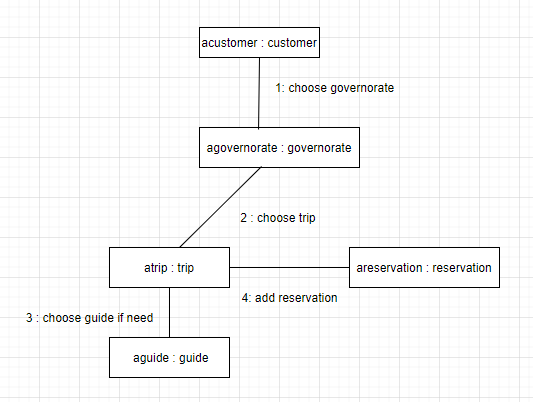 acustomer : customer
1: choose governorate
agovernorate : governorate
2 : choose trip
atrip : trip
areservation : reservation
4: add reservation
3 : choose guide if need
aguide : guide